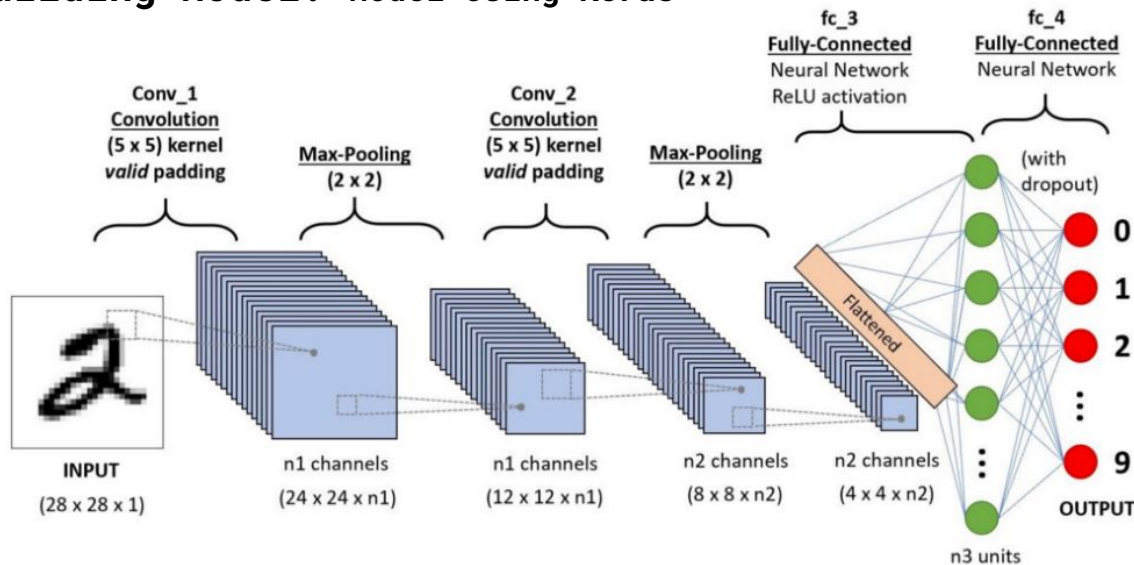 Model using Keras
fc_3
Fully-Connected
Neural Network
ReLU activation
fc_4
Fully-Connected
Neural Network
Conv_1
Convolution
(5 x 5) kernel
valid padding
Max-Pooling
(2 x 2)
Conv_2
Convolution
(5 x 5) kernel
valid padding
Max-Pooling
(2 x 2)
(with
dropout)
0
1
2
9
Flattened
INPUT
(28 x 28 x 1)
n1 channels
(24 x 24 x n1)
n1 channels
(12 x 12 x n1)
n2 channels
(8 x 8 x n2)
n2 channels
(4 x 4 x n2)
n3 units
OUTPUT